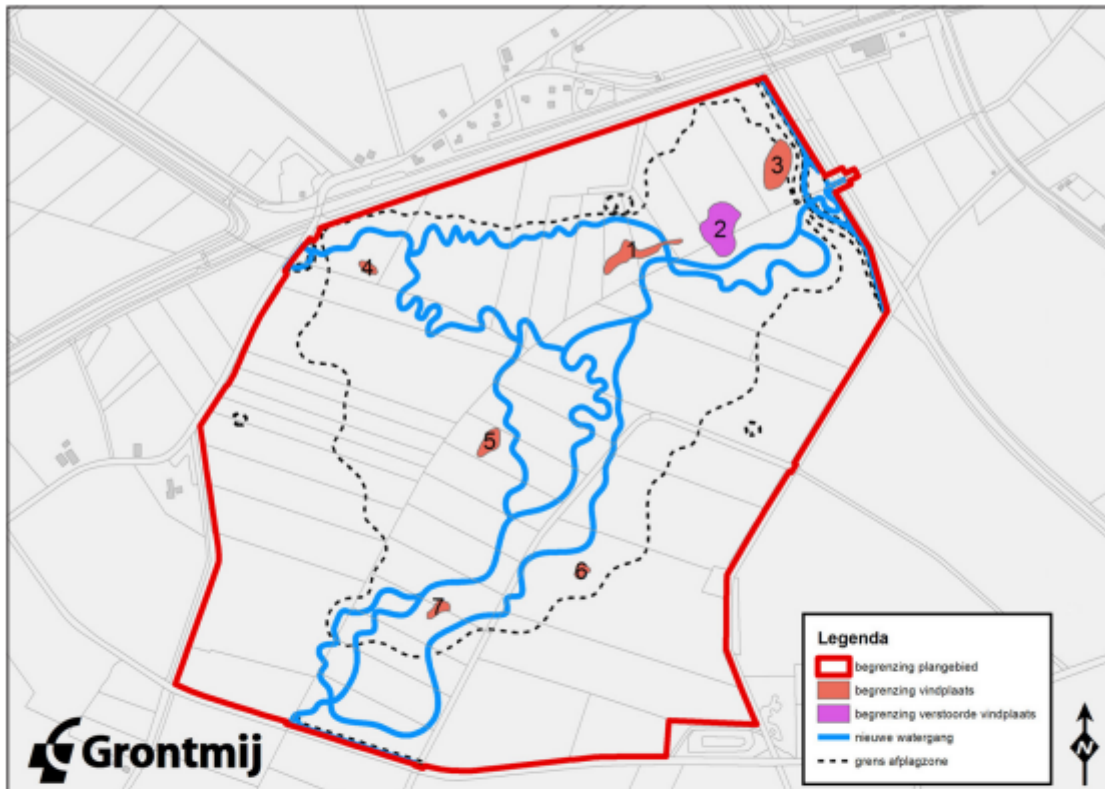 3
2
1
4
5
6
7
Legenda
begrenzing plangebied
begrenzing vindplaats
begrenzing verstoorde vindplaats
nieuwe watergang
grens afplagzone
Grontmij
N